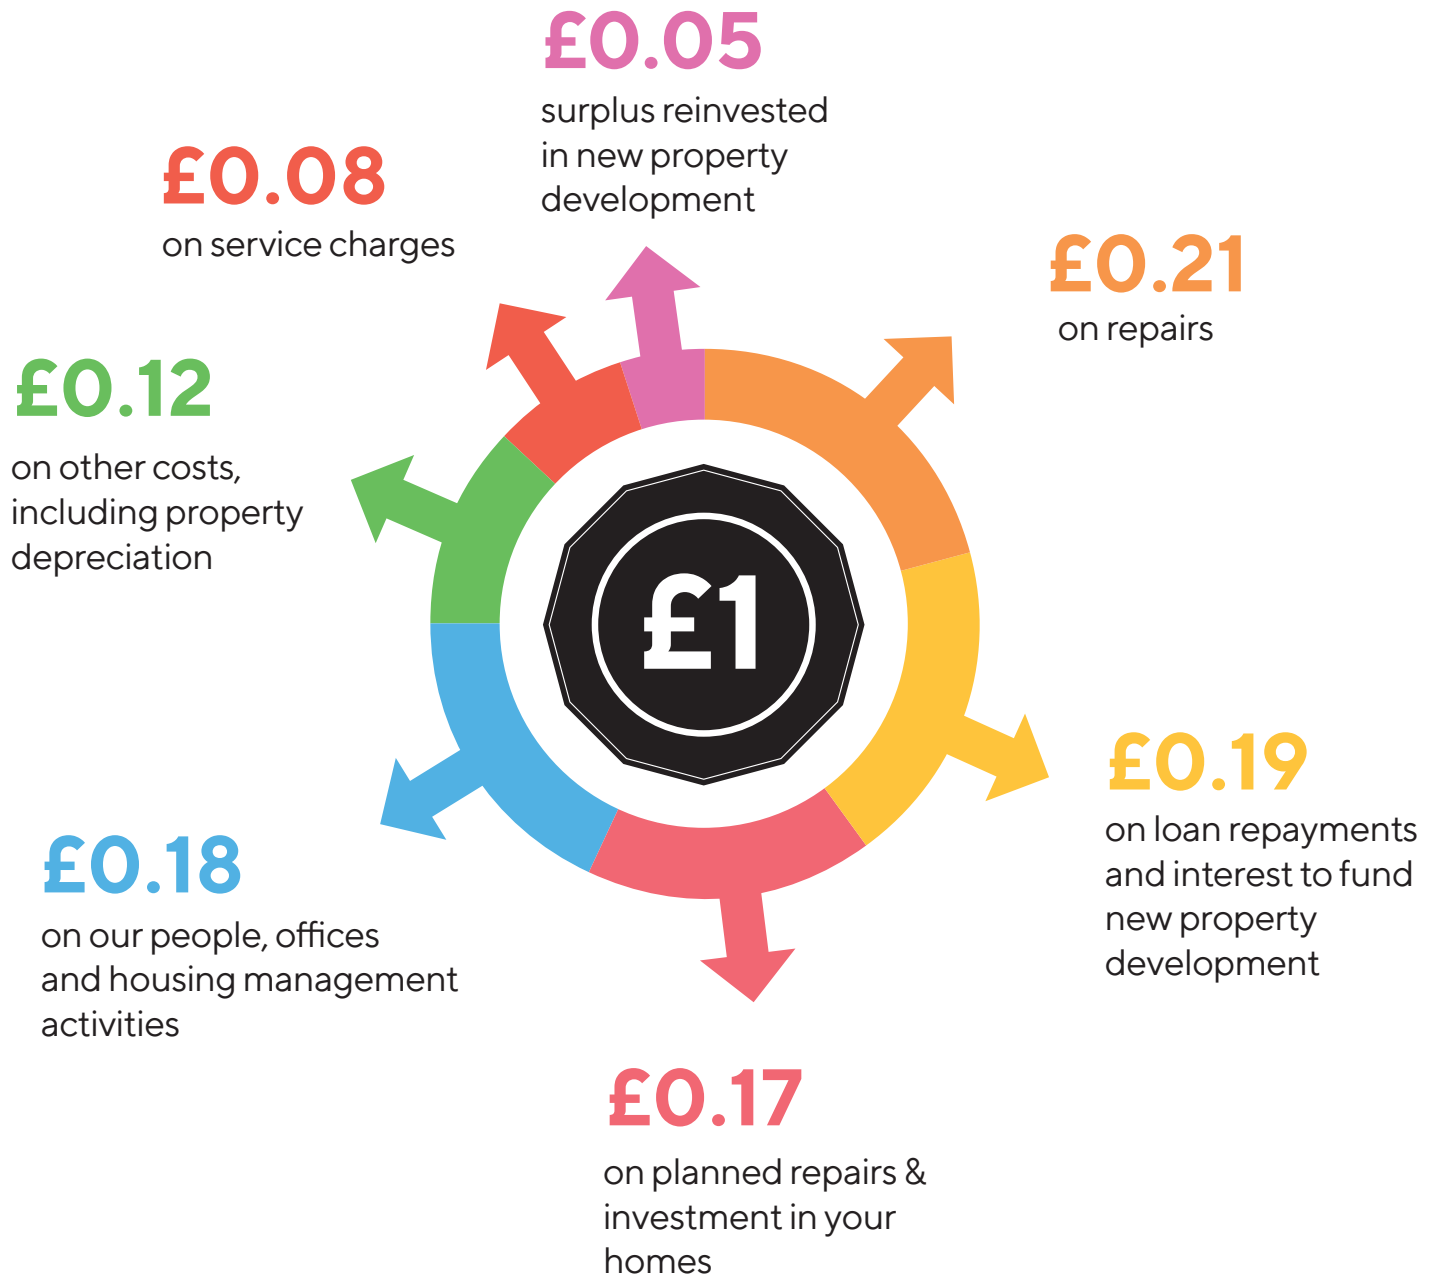 £0.05
surplus reinvested
in new property
development
£0.08
on service charges
£0.21
on repairs
£0.12
on other costs,
including property
depreciation
£1
£0.19
on loan repayments
and interest to fund
new property
development
£0.18
on our people, offices
and housing management
activities
£0.17
on planned repairs &
investment in your
homes